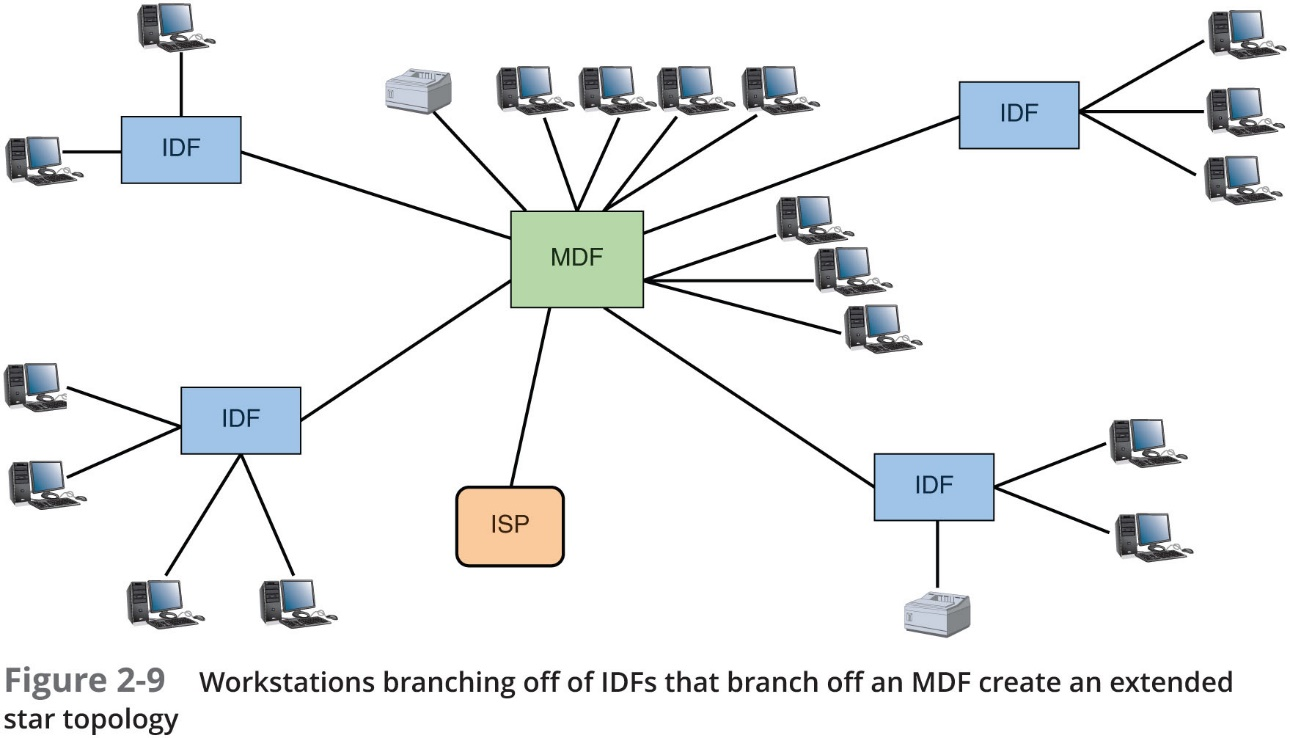 IDF
IDF
MDF
IDF
IDF
ISP
Figure 2-9 Workstations branching off of IDFs that branch off an MDF create an extended
star topology